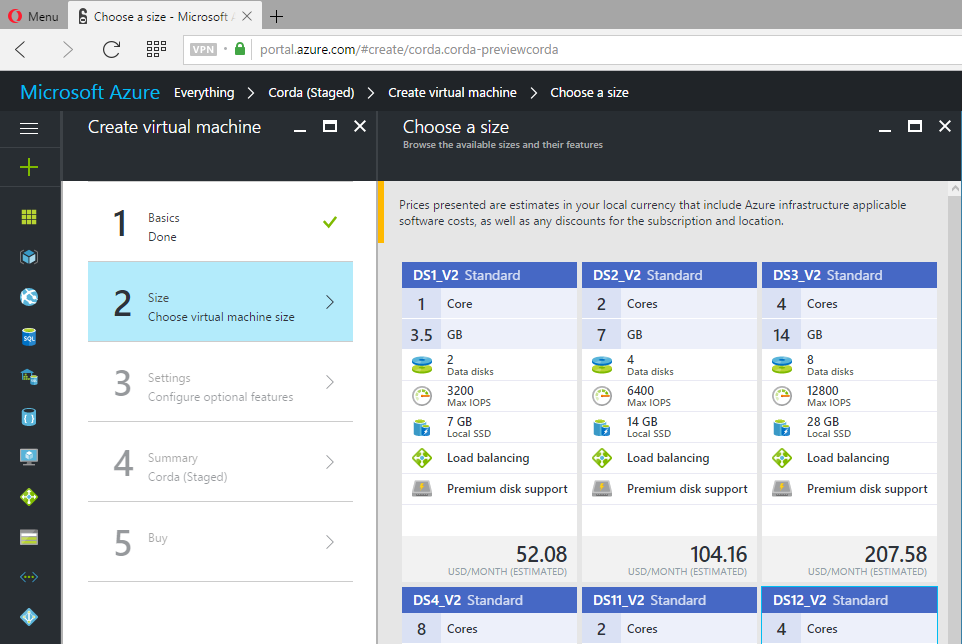 Menu
Choose a size - Microsoft
VPN
portal.azure.com/#create/corda.corda-previewcorda
Microsoft Azure Everything Corda (Staged) Create virtual machine Choose a size
Create virtual machine
Choose a size
Browse the available sizes and their features
1 Basics
Done
2 Size
Choose virtual machine size
3 Settings
Configure optional features
4 Summary
Corda (Staged)
5 Buy
SQL
Prices presented are estimates in your local currency that include Azure infrastructure applicable
software costs, as well as any discounts for the subscription and location.
DS1_V2 Standard
1 Core
3.5 GB
2
Data disks
3200
Max IOPS
7 GB
Local SSD
Load balancing
Premium disk support
52.08
USD/MONTH (ESTIMATED)
DS2_V2 Standard
2 Cores
7 GB
4
Data disks
6400
Max IOPS
14 GB
Local SSD
Load balancing
Premium disk support
104.16
USD/MONTH (ESTIMATED)
DS3_V2 Standard
4 Cores
14 GB
8
Data disks
12800
Max IOPS
28 GB
Local SSD
Load balancing
Premium disk support
207.58
USD/MONTH (ESTIMATED)
DS4_V2 Standard
8 Cores
DS11_V2 Standard
2 Cores
DS12_V2 Standard
4 Cores